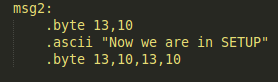 msg2:
.byte 13,10
.ascii "Now we are in SETUP"
.byte 13,10,13,10